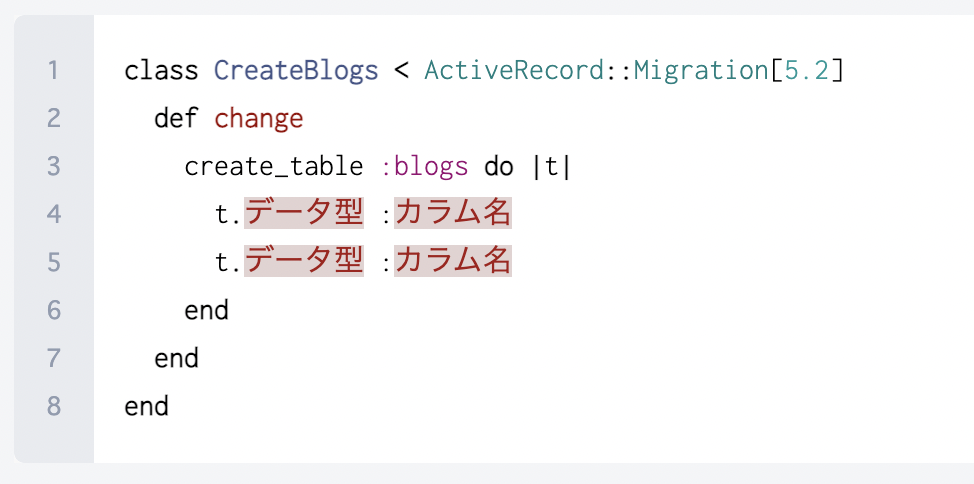 1 class CreateBlogs < ActiveRecord::Migration[5.2]
2 def change
3 create_table :blogs do |t|
4 t.データ型 :カラム名
5 t.データ型 :カラム名
6 end
7 end
8 end